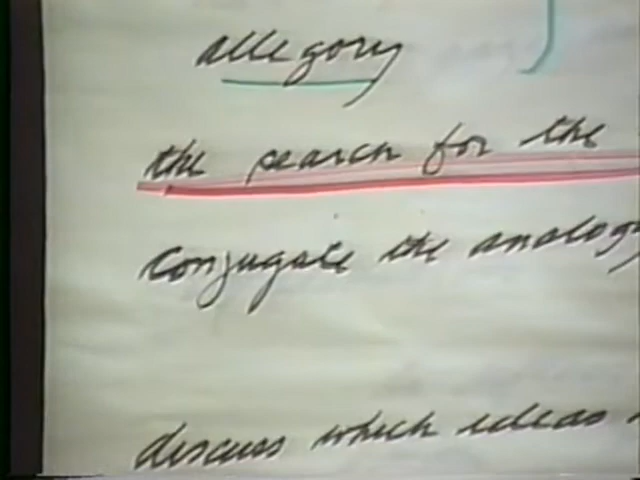 allegory
the search for the
conjugate the analogy
discuss which ideas